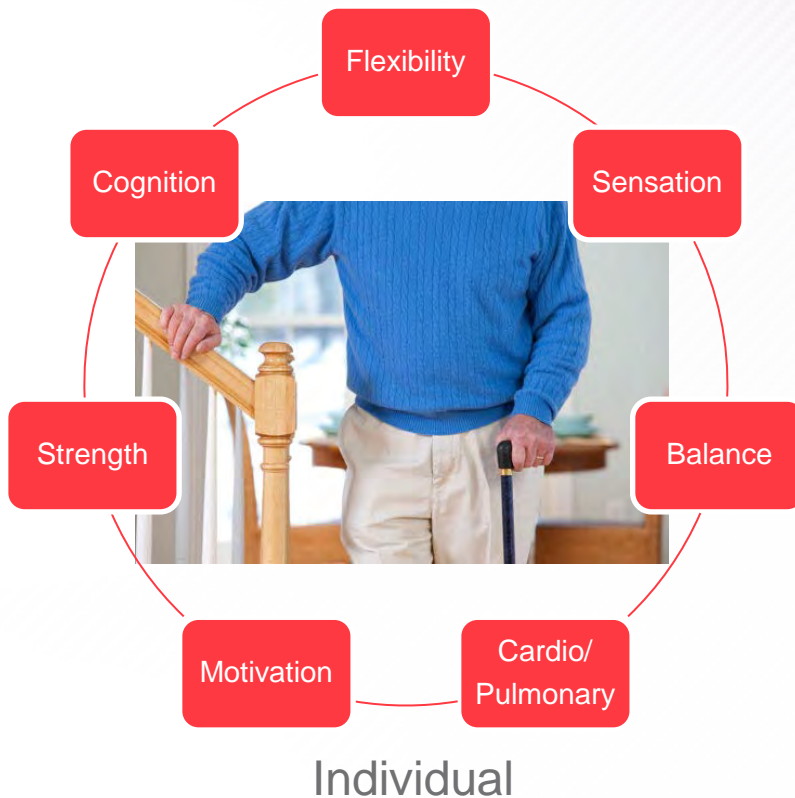 Flexibility
Cognition
Sensation
Strength
Balance
Motivation
Cardio/
Pulmonary
Individual